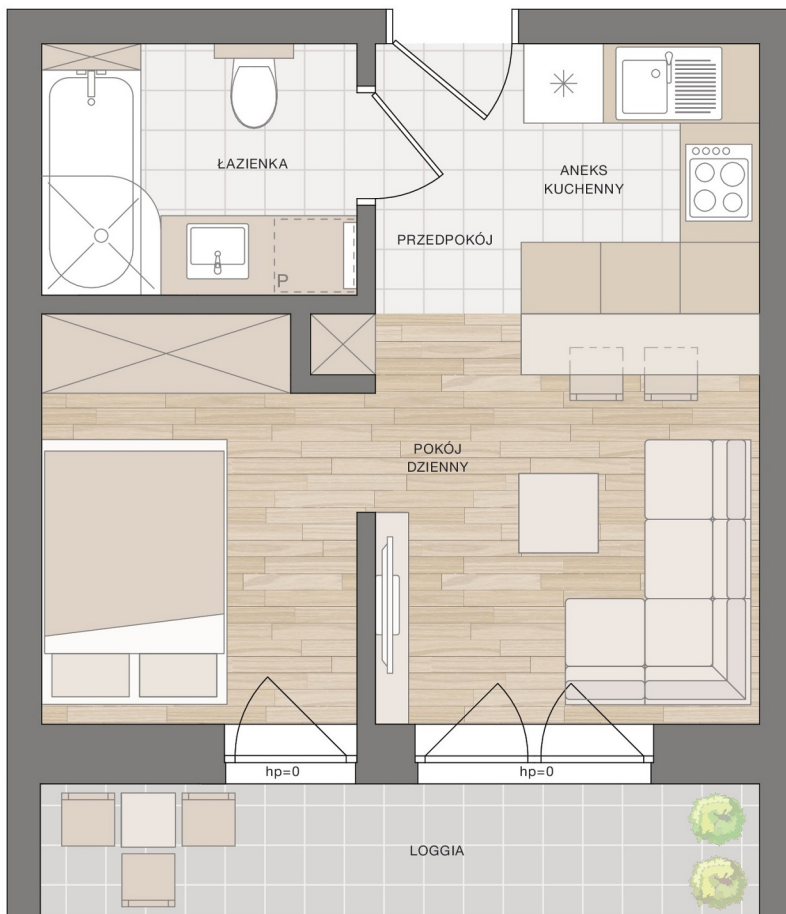 ŁAZIENKA
ANEKS
KUCHENNY
PRZEDPOKÓJ
P
POKÓJ
DZIENNY
hp=0
hp=0
LOGGIA